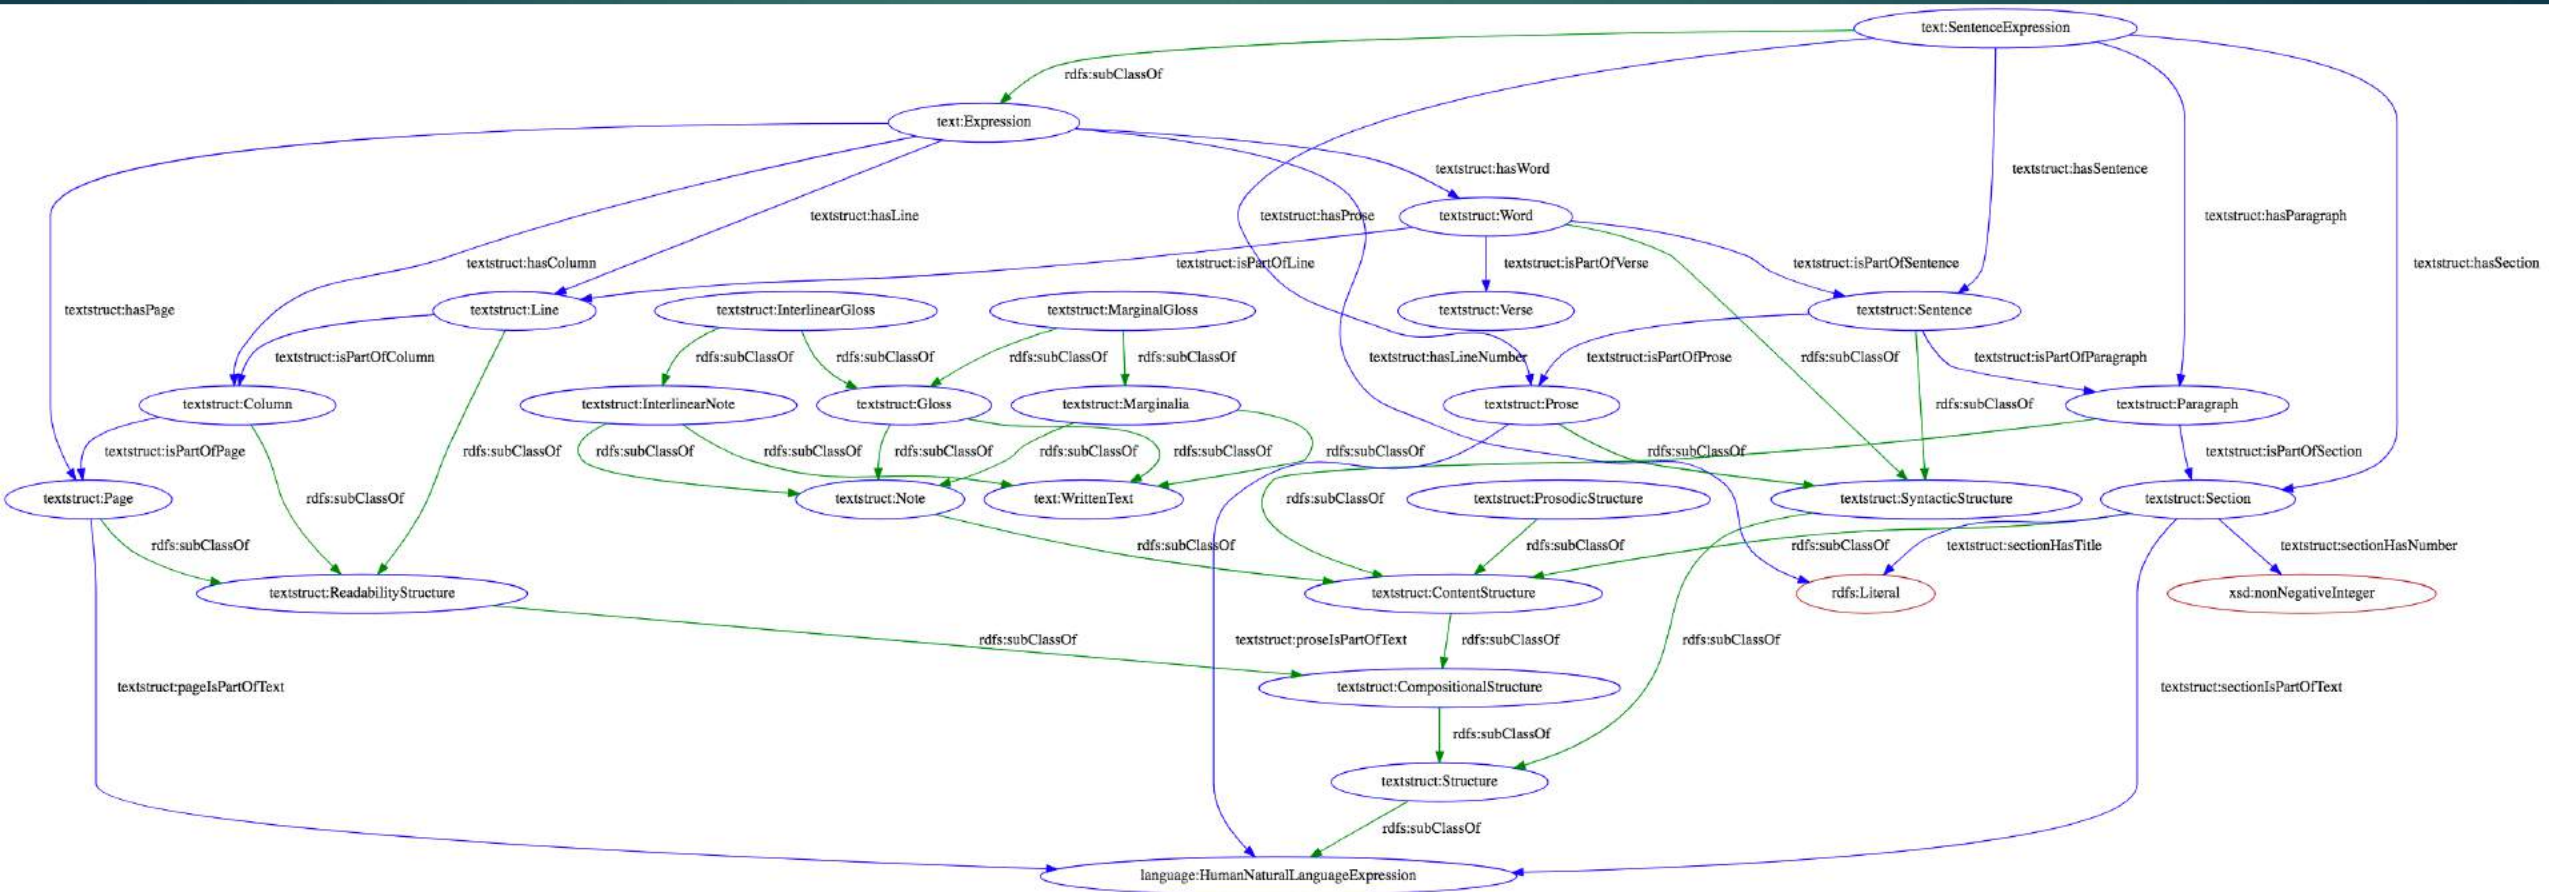 text:SentenceExpression
rdfs:subClassOf
text:Expression
textstruct:hasWord
textstruct:hasSentence
textstruct:hasLine
textstruct:hasProse
textstruct:Word
textstruct:hasParagraph
textstruct:hasColumn
textstruct:isPartOfLine
textstruct:isPartOfVerse
textstruct:isPartOfSentence
textstruct:hasSection
textstruct:hasPage
textstruct:Line
textstruct:InterlinearGloss
textstruct:MarginalGloss
textstruct:Verse
textstruct:Sentence
textstruct:isPartOfColumn
rdfs:subClassOf
rdfs:subClassOf
rdfs:subClassOf
rdfs:subClassOf
textstruct:hasLineNumber
textstruct:isPartOfProse
rdfs:subClassOf
textstruct:isPartOfParagraph
textstruct:Column
textstruct:InterlinearNote
textstruct:Gloss
textstruct:Marginalia
textstruct:Prose
rdfs:subClassOf
textstruct:Paragraph
textstruct:isPartOfPage
rdfs:subClassOf
rdfs:subClassOf
rdfs:subClassOf
rdfs:subClassOf
rdfs:subClassOf
rdfs:subClassOf
rdfs:subClassOf
rdfs:subClassOf
textstruct:isPartOfSection
textstruct:Page
rdfs:subClassOf
textstruct:Note
text:WrittenText
rdfs:subClassOf
textstruct:ProsodicStructure
textstruct:SyntacticStructure
textstruct:Section
rdfs:subClassOf
rdfs:subClassOf
rdfs:subClassOf
rdfs:subClassOf
textstruct:sectionHasTitle
textstruct:sectionHasNumber
textstruct:ReadabilityStructure
textstruct:ContentStructure
rdfs:Literal
xsd:nonNegativeInteger
rdfs:subClassOf
textstruct:proseIsPartOfText
rdfs:subClassOf
rdfs:subClassOf
textstruct:pageIsPartOfText
textstruct:CompositionalStructure
textstruct:sectionIsPartOfText
rdfs:subClassOf
textstruct:Structure
rdfs:subClassOf
language:HumanNaturalLanguageExpression